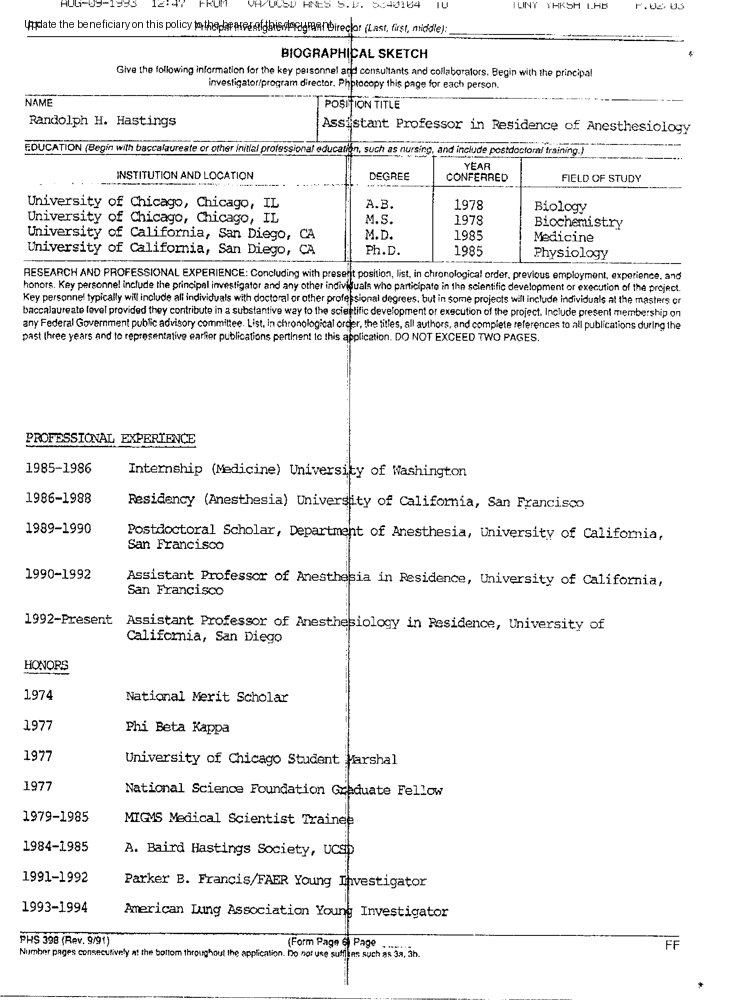 AUG-09-1993 12:47 FROM VA/UCSD ANES S.D. 5340104 TO TONY YAKSH LAB P.02/03
Update the beneficiary on this policy to the bearer of this document Director (Last, first, middle):
BIOGRAPHICAL SKETCH
Give the following information for the key personnel and consultants and collaborators. Begin with the principal
investigator/program director. Photocopy this page for each person.
NAME POSITION TITLE
Randolph H. Hastings Assistant Professor in Residence of Anesthesiology
EDUCATION (Begin with baccalaureate or other initial professional education, such as nursing, and include postdoctoral training.)
INSTITUTION AND LOCATION DEGREE YEAR CONFERRED FIELD OF STUDY
University of Chicago, Chicago, IL A.B. 1978 Biology
University of Chicago, Chicago, IL M.S. 1978 Biochemistry
University of California, San Diego, CA M.D. 1985 Medicine
University of California, San Diego, CA Ph.D. 1985 Physiology
RESEARCH AND PROFESSIONAL EXPERIENCE: Concluding with present position, list, in chronological order, previous employment, experience, and
honors. Key personnel include the principal investigator and any other individuals who participate in the scientific development or execution of the project.
Key personnel typically will include all individuals with doctoral or other professional degrees, but in some projects will include individuals at the masters or
baccalaureate level provided they contribute in a substantive way to the scientific development or execution of the project. Include present membership on
any Federal Government public advisory committee. List, in chronological order, the titles, all authors, and complete references to all publications during the
past three years and to representative earlier publications pertinent to this application. DO NOT EXCEED TWO PAGES.
PROFESSIONAL EXPERIENCE
1985-1986 Internship (Medicine) University of Washington
1986-1988 Residency (Anesthesia) University of California, San Francisco
1989-1990 Postdoctoral Scholar, Department of Anesthesia, University of California,
San Francisco
1990-1992 Assistant Professor of Anesthesia in Residence, University of California,
San Francisco
1992-Present Assistant Professor of Anesthesiology in Residence, University of
California, San Diego
HONORS
1974 National Merit Scholar
1977 Phi Beta Kappa
1977 University of Chicago Student Marshal
1977 National Science Foundation Graduate Fellow
1979-1985 MIGMS Medical Scientist Trainee
1984-1985 A. Baird Hastings Society, UCSD
1991-1992 Parker B. Francis/FAER Young Investigator
1993-1994 American Lung Association Young Investigator
PHS 398 (Rev. 9/91) (Form Page 6) Page FF
Number pages consecutively at the bottom throughout the application. Do not use suffixes such as 3a, 3b.